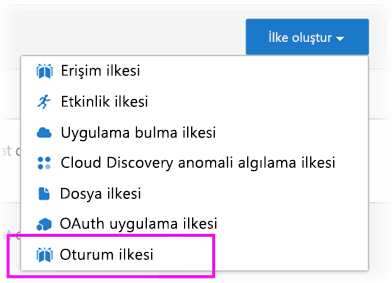 İlke oluştur
Erişim ilkesi
Etkinlik ilkesi
Uygulama bulma ilkesi
Cloud Discovery anomali algılama ilkesi
Dosya ilkesi
OAuth uygulama ilkesi
Oturum ilkesi